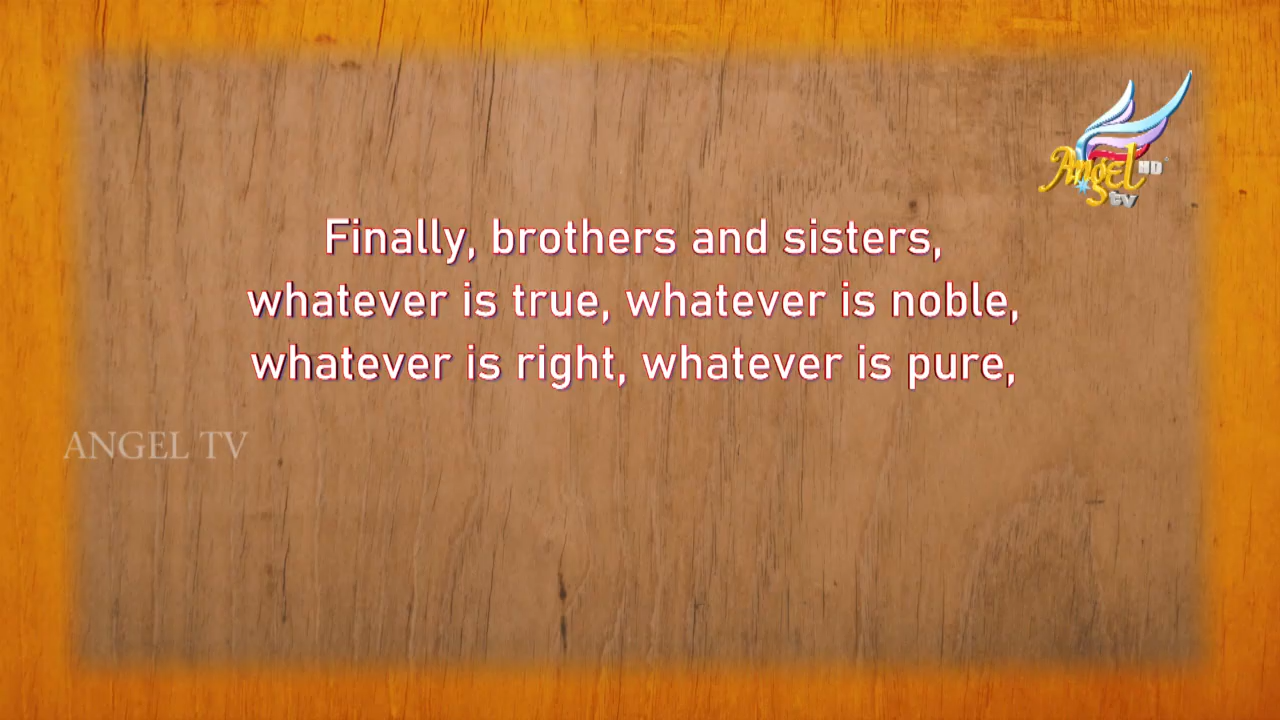 Angel HD
tv
Finally, brothers and sisters,
whatever is true, whatever is noble,
whatever is right, whatever is pure,
ANGEL TV